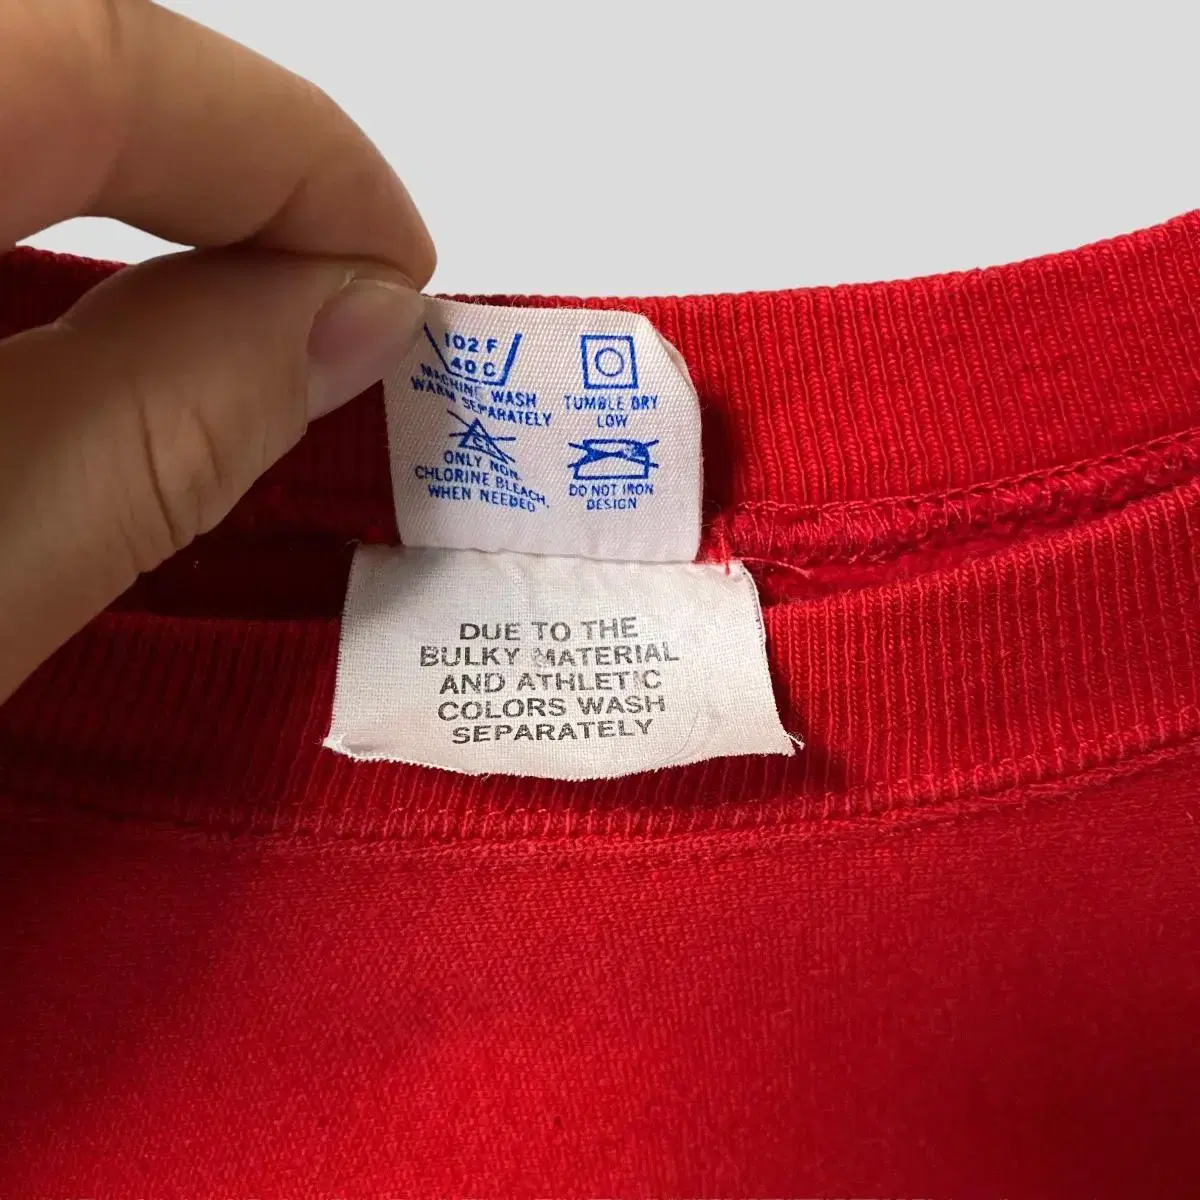 102 F
40 C
MACHINE WASH
WARM SEPARATELY
TUMBLE DRY
LOW
CL
ONLY NON
CHLORINE BLEACH,
WHEN NEEDED
DO NOT IRON
DESIGN
DUE TO THE
BULKY MATERIAL
AND ATHLETIC
COLORS WASH
SEPARATELY